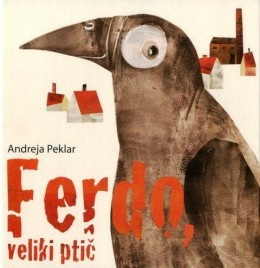 Andreja Peklar
Ferdo,
veliki ptič